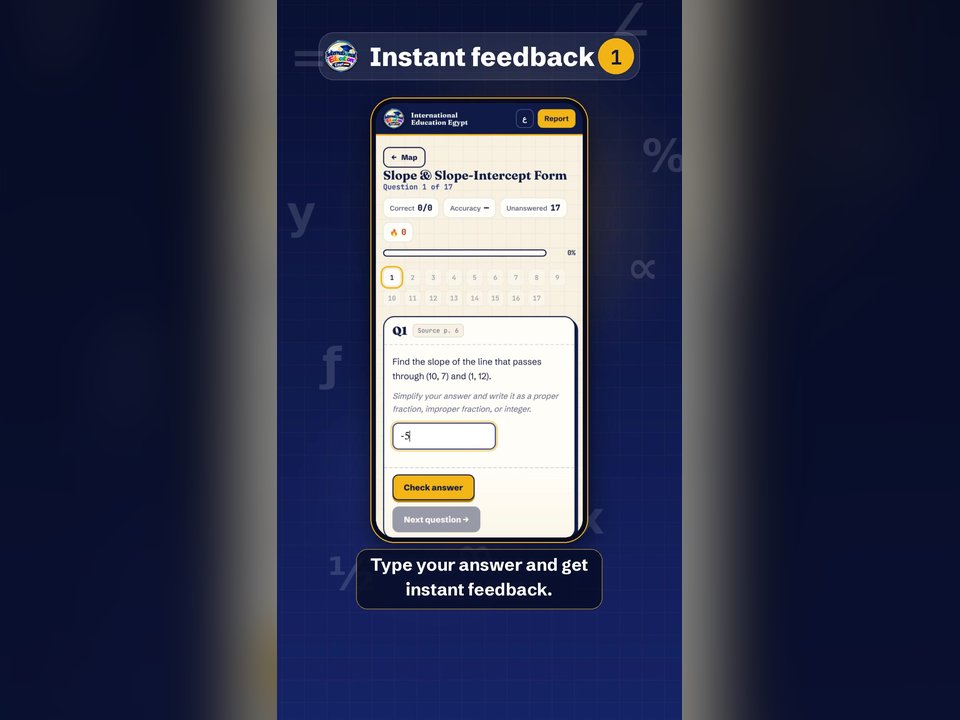 Instant feedback 1
International
Education Egypt
ع
Report
← Map
Slope & Slope-Intercept Form
Question 1 of 17
Correct 0/0
Accuracy —
Unanswered 17
🔥 0
0%
1 2 3 4 5 6 7 8 9
10 11 12 13 14 15 16 17
Q1 Source p. 6
Find the slope of the line that passes
through (10, 7) and (1, 12).
Simplify your answer and write it as a proper
fraction, improper fraction, or integer.
-5
Check answer
Next question →
Type your answer and get
instant feedback.
=
∠
%
y
∝
f
x
½